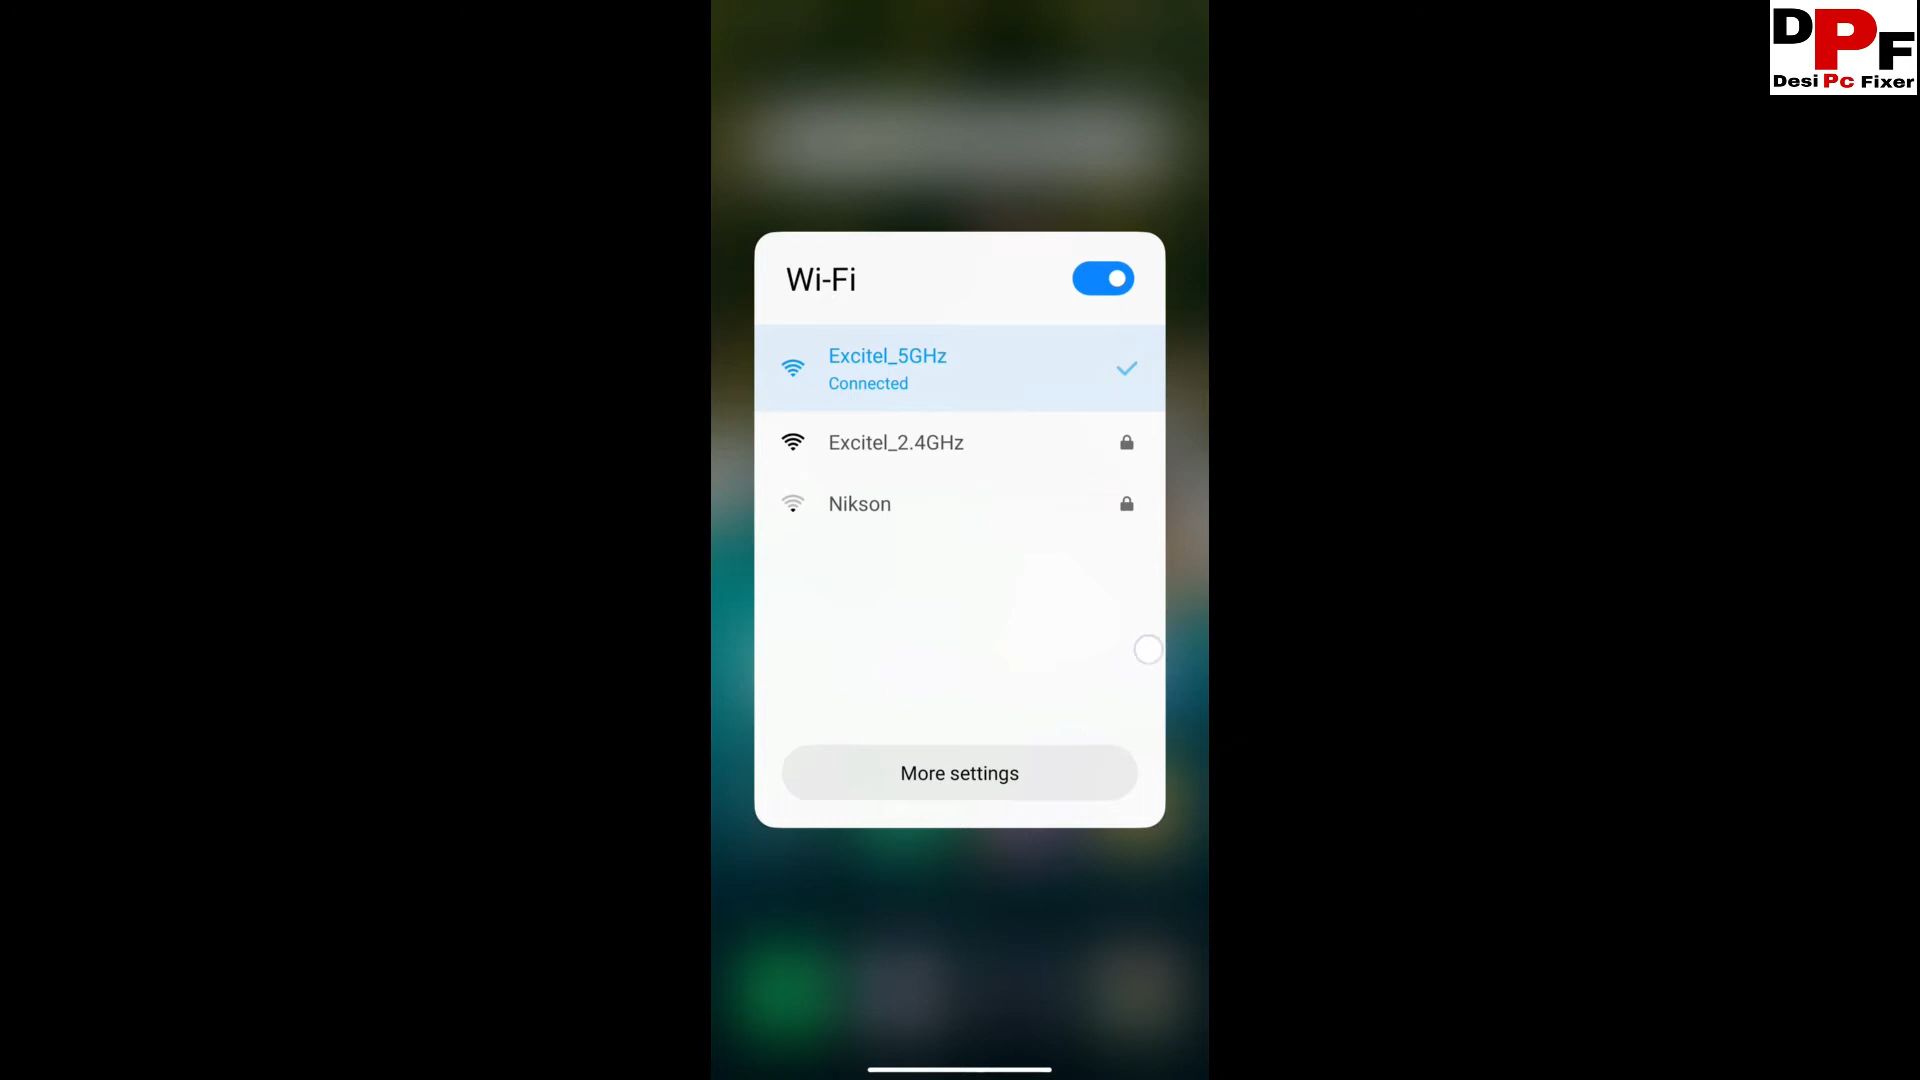 DPF
Desi Pc Fixer
Wi-Fi
Excitel_5GHz
Connected
Excitel_2.4GHz
Nikson
More settings